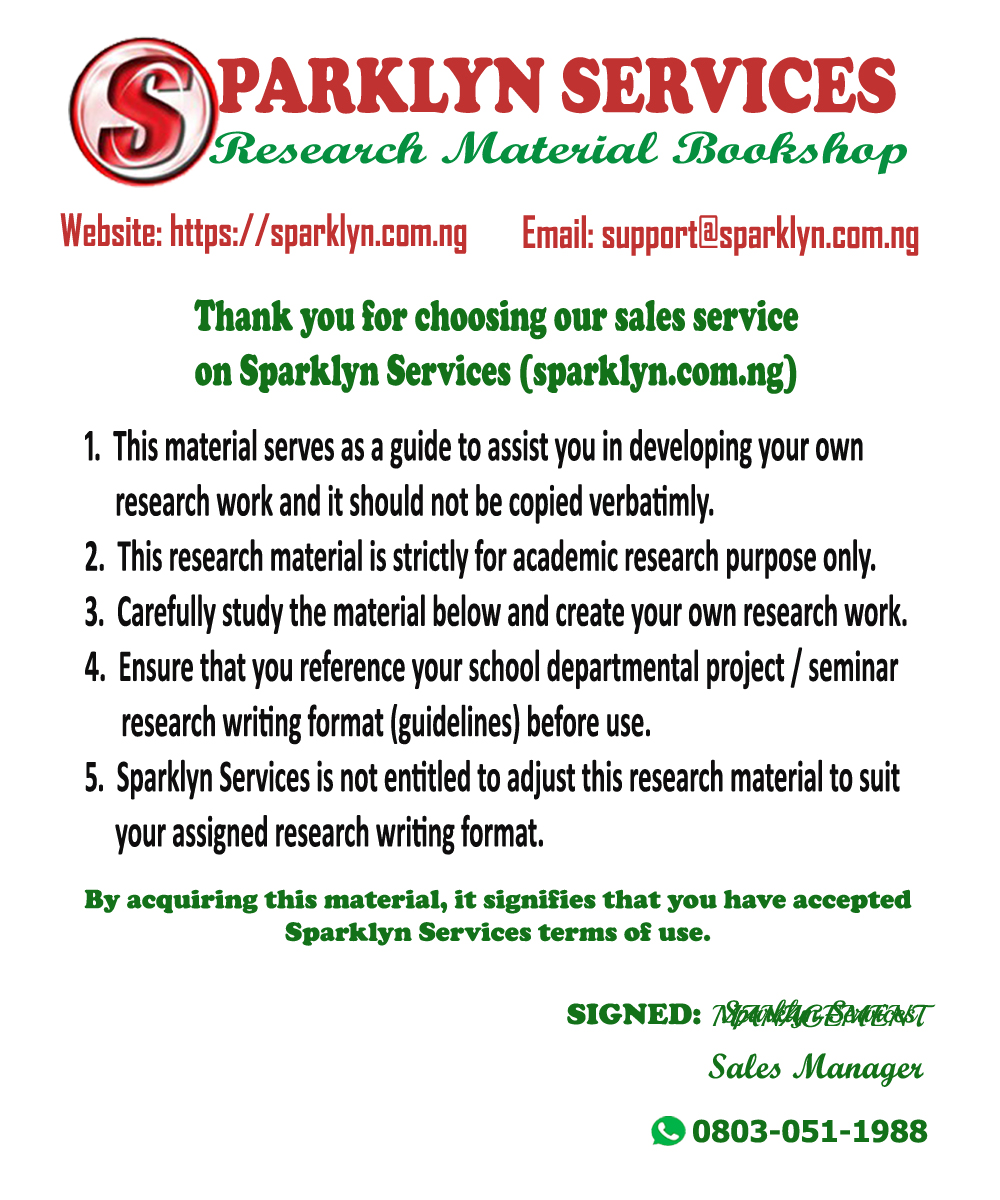 SPARKLYN SERVICES
Research Material Bookshop
Website: https://sparklyn.com.ng Email: support@sparklyn.com.ng
Thank you for choosing our sales service
on Sparklyn Services (sparklyn.com.ng)
1. This material serves as a guide to assist you in developing your own
research work and it should not be copied verbatimly.
2. This research material is strictly for academic research purpose only.
3. Carefully study the material below and create your own research work.
4. Ensure that you reference your school departmental project / seminar
research writing format (guidelines) before use.
5. Sparklyn Services is not entitled to adjust this research material to suit
your assigned research writing format.
By acquiring this material, it signifies that you have accepted
Sparklyn Services terms of use.
SIGNED: MANAGEMENT Sparklyn Services
Sales Manager
0803-051-1988